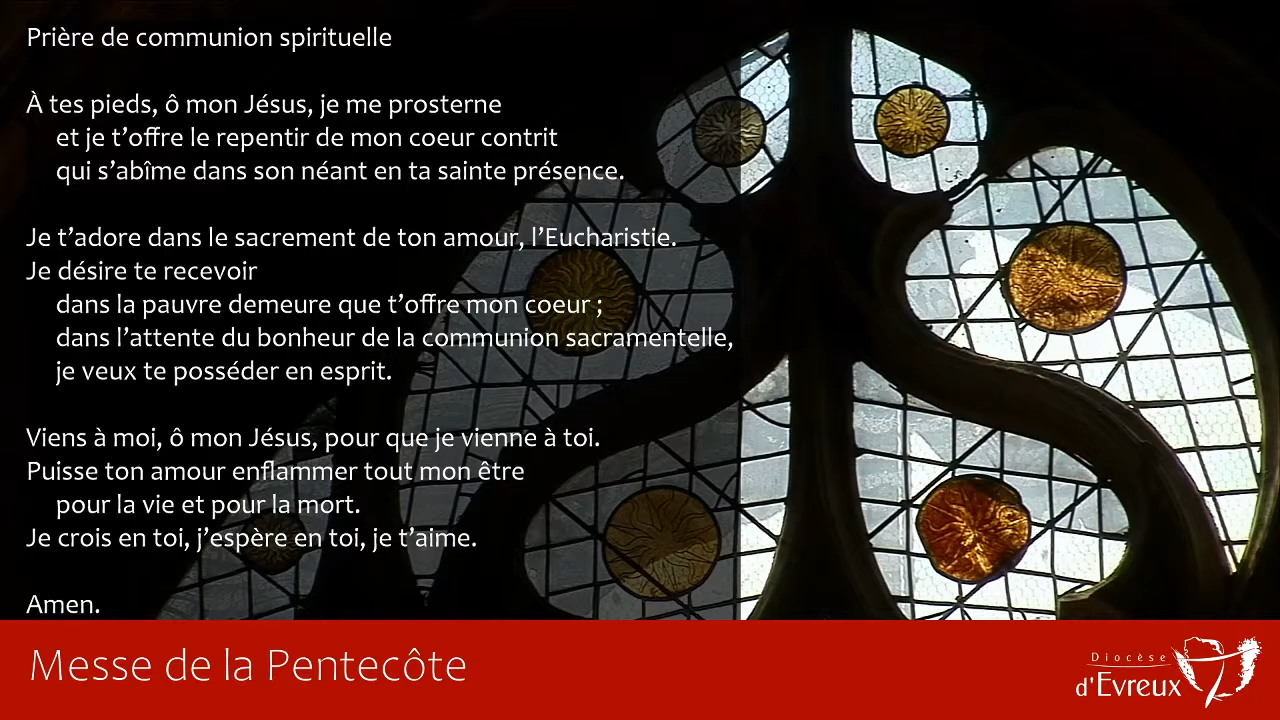 Prière de communion spirituelle
À tes pieds, ô mon Jésus, je me prosterne
et je t’offre le repentir de mon coeur contrit
qui s’abîme dans son néant en ta sainte présence.
Je t’adore dans le sacrement de ton amour, l’Eucharistie.
Je désire te recevoir
dans la pauvre demeure que t’offre mon coeur ;
dans l’attente du bonheur de la communion sacramentelle,
je veux te posséder en esprit.
Viens à moi, ô mon Jésus, pour que je vienne à toi.
Puisse ton amour enflammer tout mon être
pour la vie et pour la mort.
Je crois en toi, j’espère en toi, je t’aime.
Amen.
Messe de la Pentecôte
Diocèse
d'Evreux